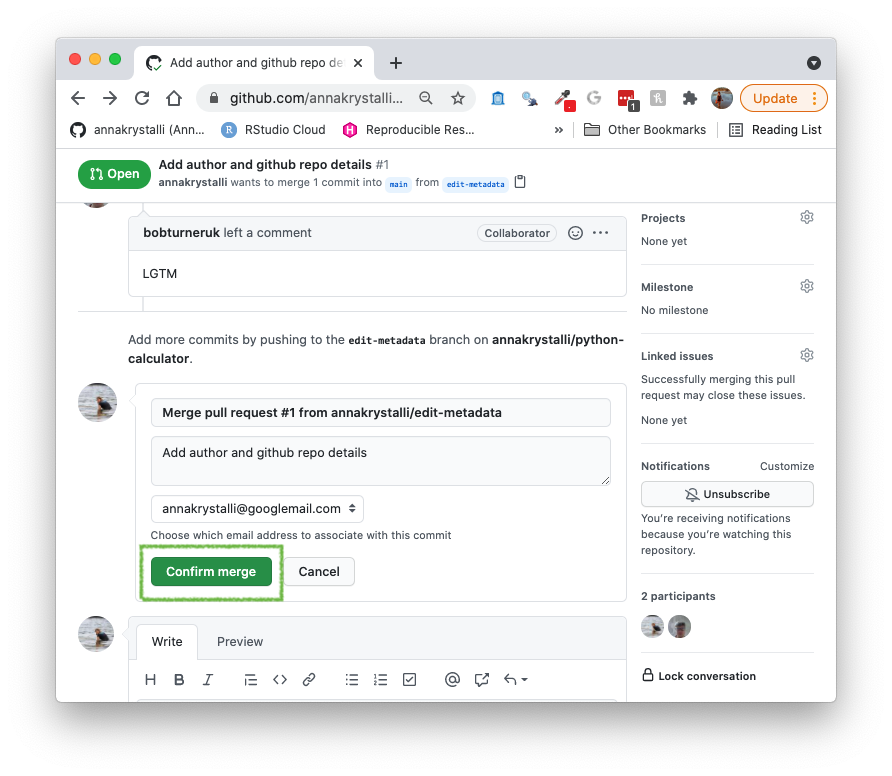 Add author and github repo de
github.com/annakrystalli...
1
Update
annakrystalli (Ann...
R
RStudio Cloud
H
Reproducible Res...
»
Other Bookmarks
Reading List
Open
Add author and github repo details #1
annakrystalli wants to merge 1 commit into main from edit-metadata
bobturneruk left a comment
Collaborator
LGTM
Add more commits by pushing to the edit-metadata branch on annakrystalli/python-
calculator.
Merge pull request #1 from annakrystalli/edit-metadata
Add author and github repo details
annakrystalli@googlemail.com
Choose which email address to associate with this commit
Confirm merge
Cancel
Write
Preview
H B I
Projects
None yet
Milestone
No milestone
Linked issues
Successfully merging this pull
request may close these issues.
None yet
Notifications
Customize
Unsubscribe
You're receiving notifications
because you're watching this
repository.
2 participants
Lock conversation